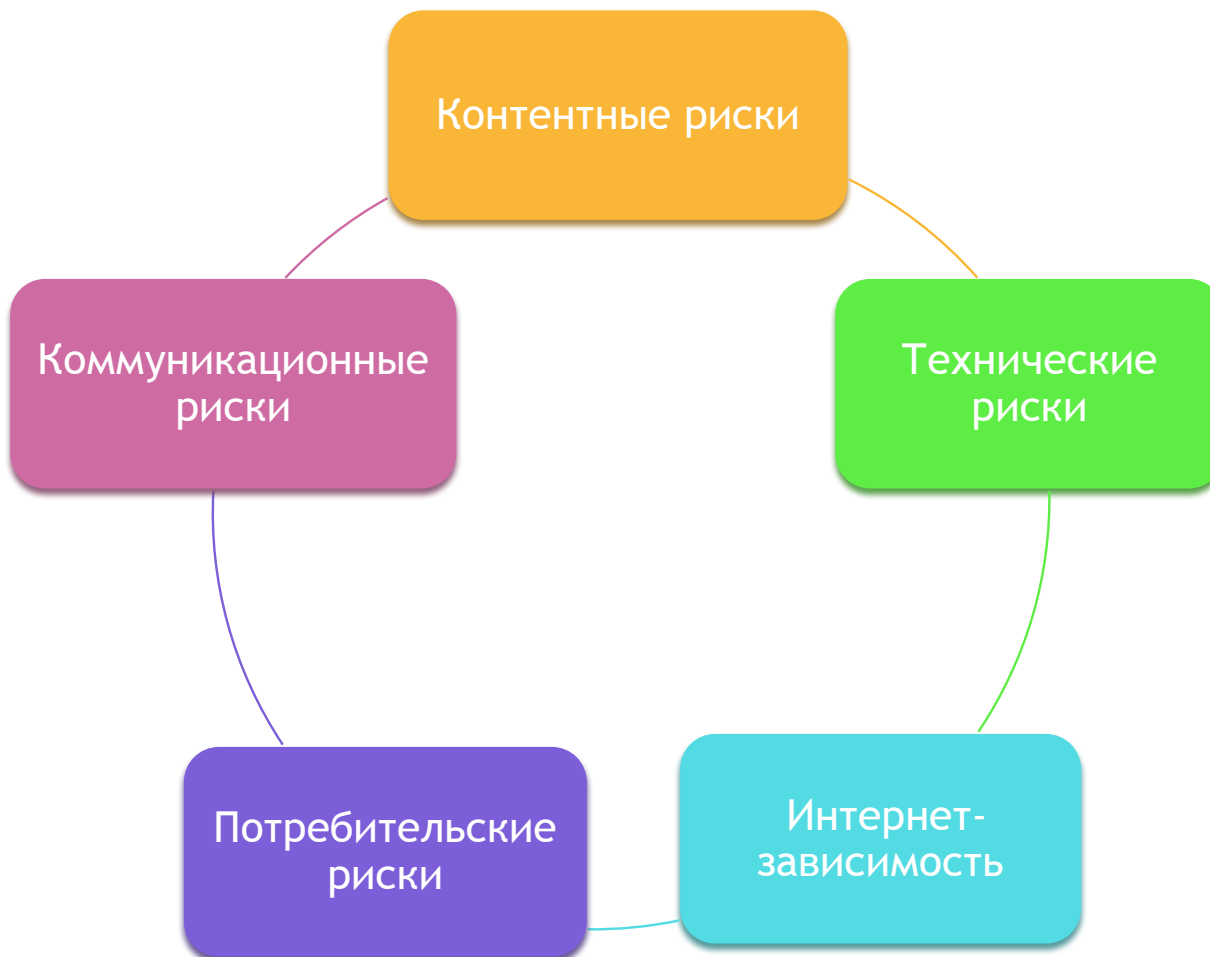 Контентные риски
Коммуникационные
риски
Технические
риски
Потребительские
риски
Интернет-
зависимость